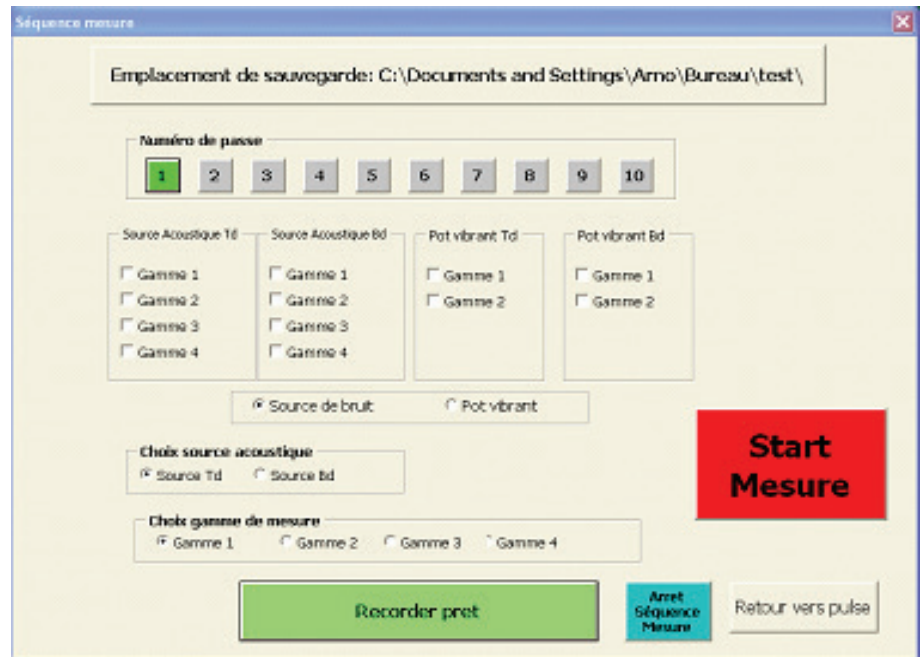 Séquence mesure
Emplacement de sauvegarde: C:\Documents and Settings\Arno\Bureau\test\
Numéro de passe
1 2 3 4 5 6 7 8 9 10
Source Acoustique Td Source Acoustique Bd Pot vibrant Td Pot vibrant Bd
Gamme 1 Gamme 1 Gamme 1 Gamme 1
Gamme 2 Gamme 2 Gamme 2 Gamme 2
Gamme 3 Gamme 3
Gamme 4 Gamme 4
Source de bruit Pot vibrant
Choix source acoustique
Source Td Source Bd
Start
Mesure
Choix gamme de mesure
Gamme 1 Gamme 2 Gamme 3 Gamme 4
Recorder pret
Arret
Séquence
Mesure
Retour vers pulse